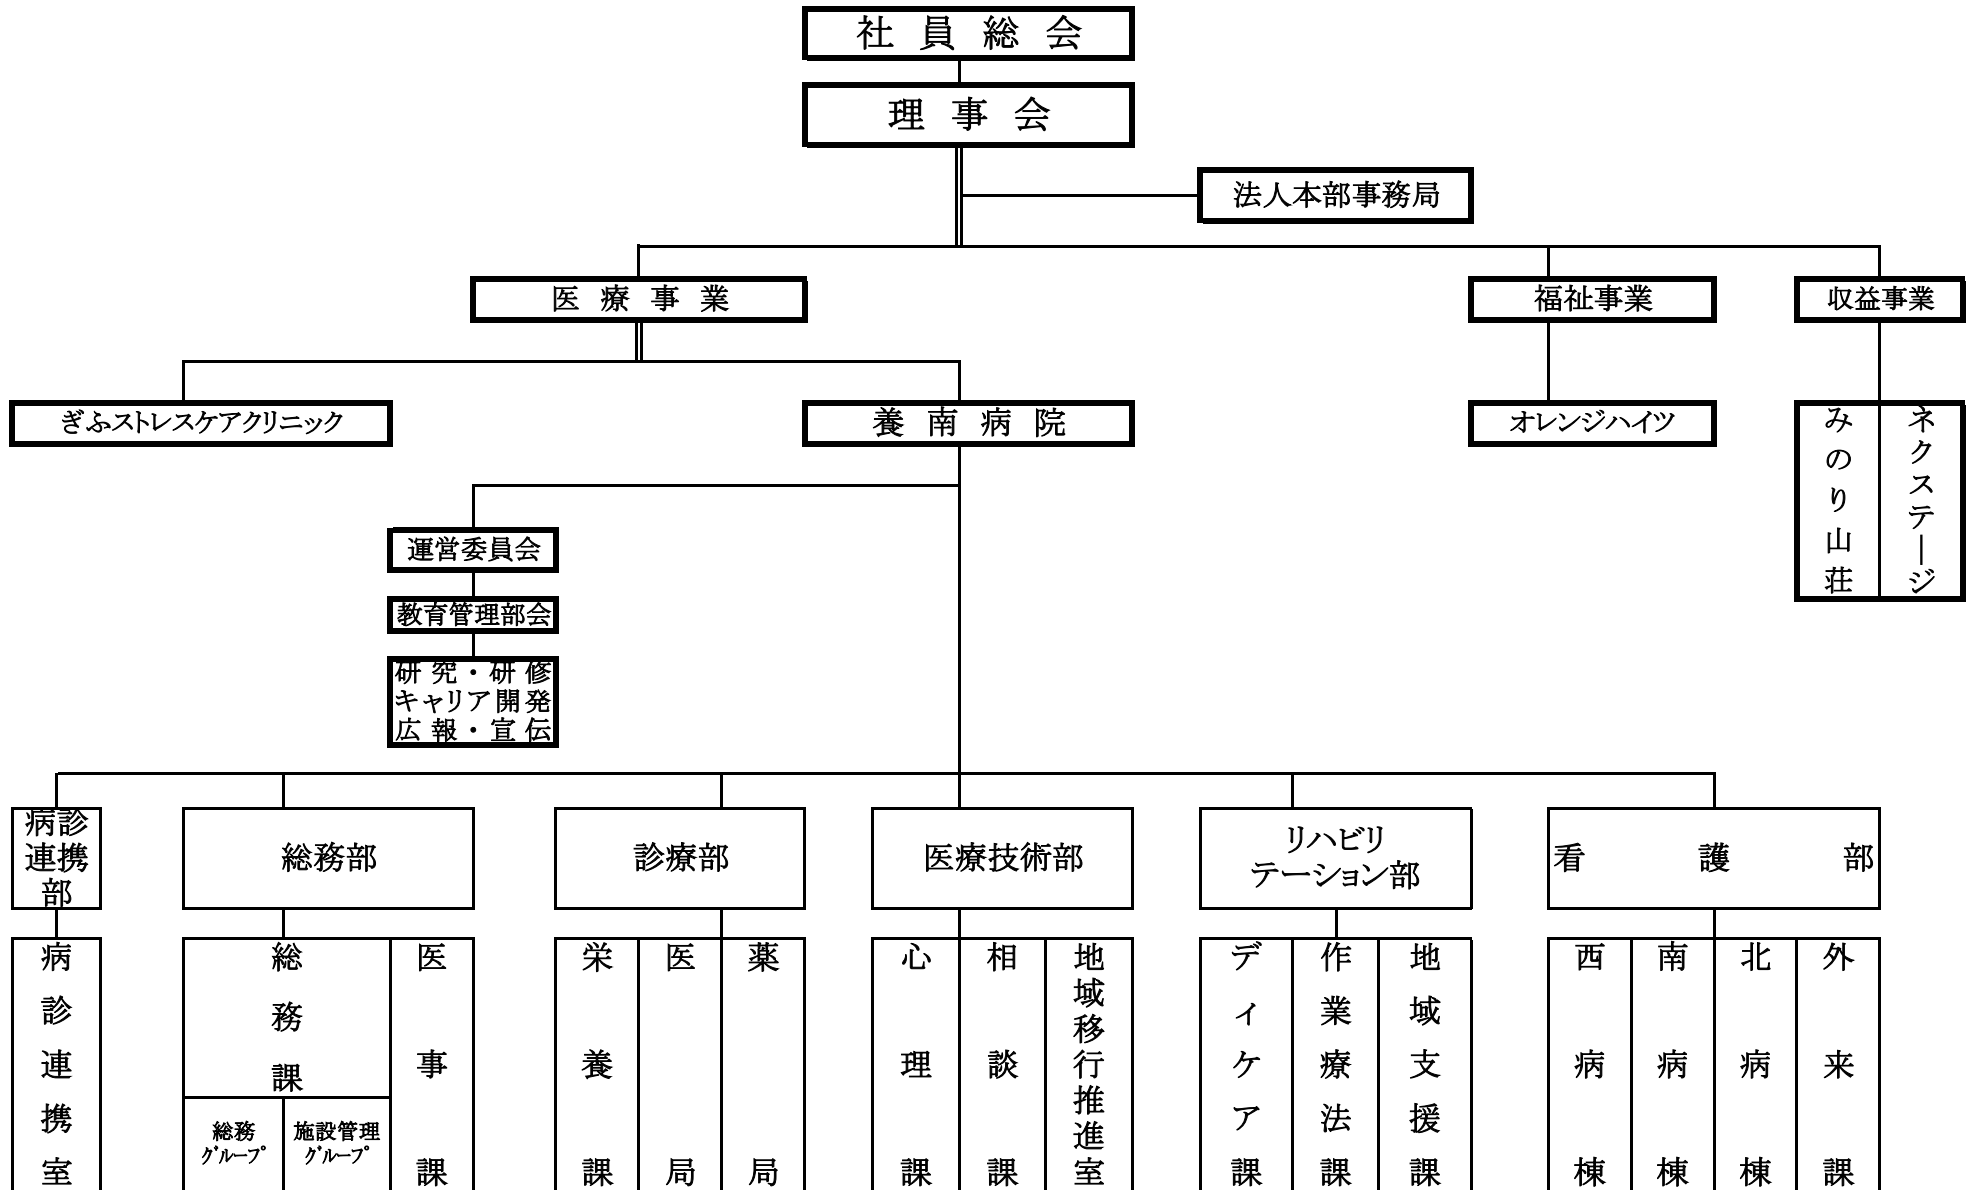 社員総会
理事会
法人本部事務局
医療事業
福祉事業
収益事業
ぎふストレスケアクリニック
養南病院
オレンジハイツ
みのり山荘
ネクステージ
運営委員会
教育管理部会
研究・研修
キャリア開発
広報・宣伝
病診
連携
部
総務部
診療部
医療技術部
リハビリ
テーション部
看護部
病診連携室
総務課
医事課
栄養課
医局
薬局
心理課
相談課
地域移行推進室
ディケア課
作業療法課
地域支援課
西病棟
南病棟
北病棟
外来課
総務
グループ
施設管理
グループ